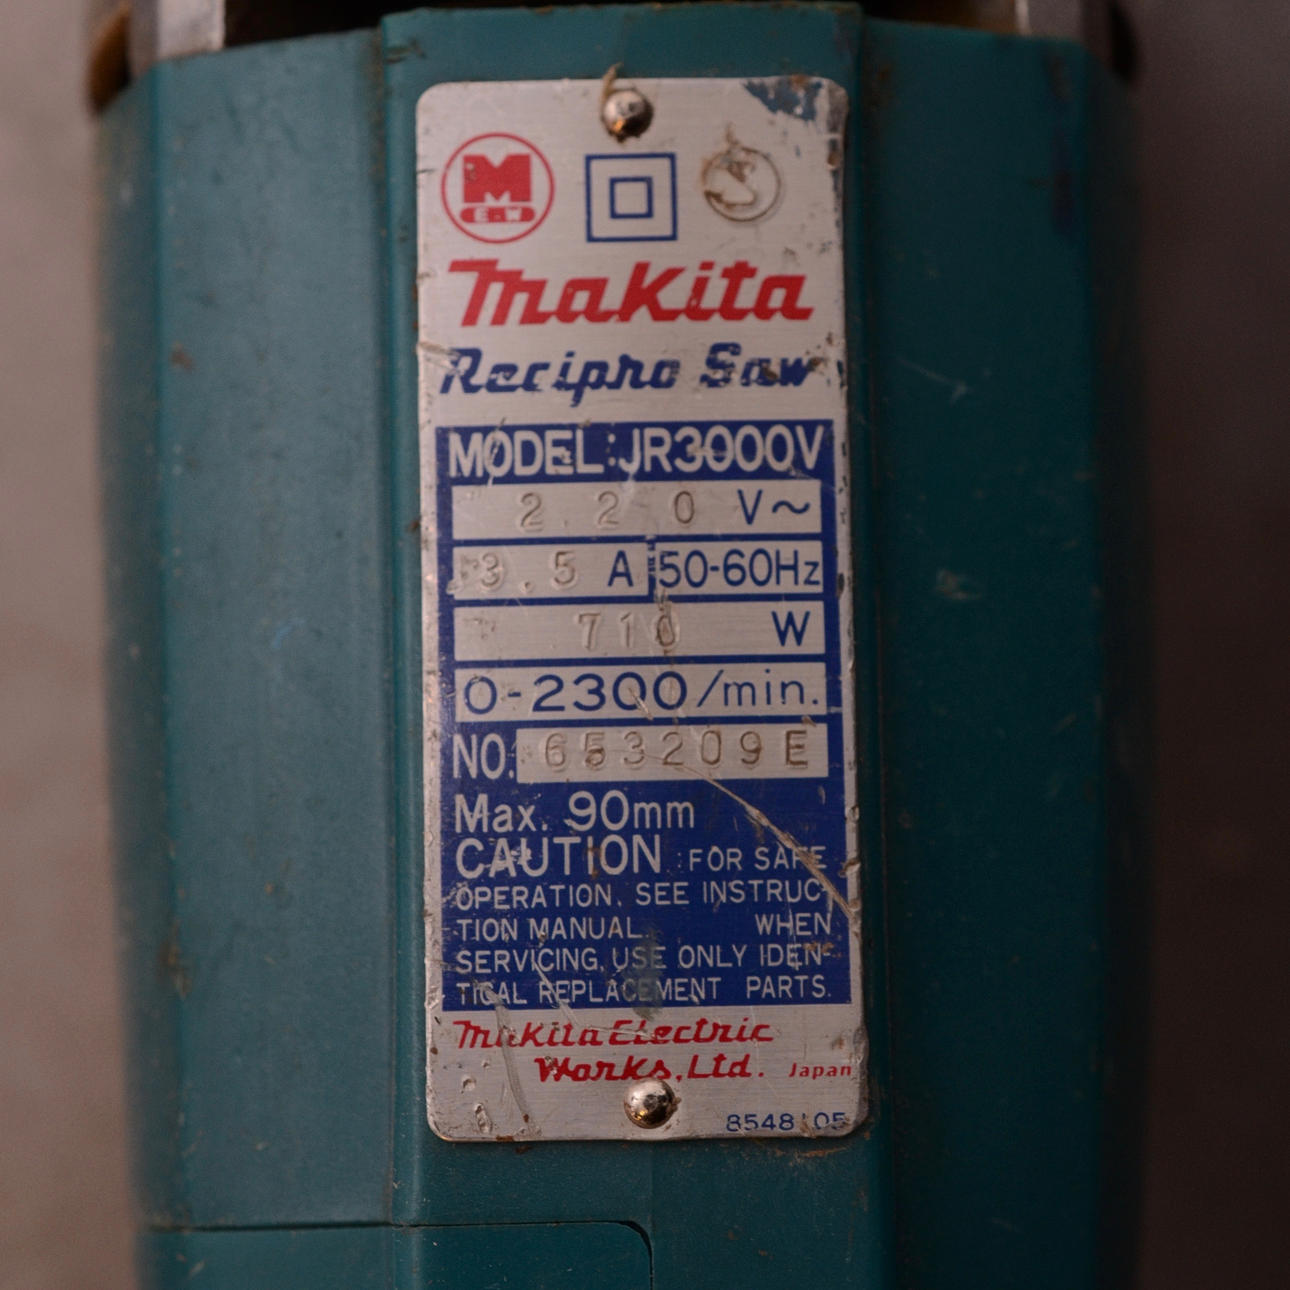 M
E.W
S
Makita
Recipro Saw
MODEL:JR3000V
220 V~
3.5 A 50-60Hz
710 W
0-2300/min.
NO. 653209E
Max. 90mm
CAUTION :FOR SAFE
OPERATION, SEE INSTRUC-
TION MANUAL. WHEN
SERVICING, USE ONLY IDEN-
TICAL REPLACEMENT PARTS.
Makita Electric
Works, Ltd. Japan